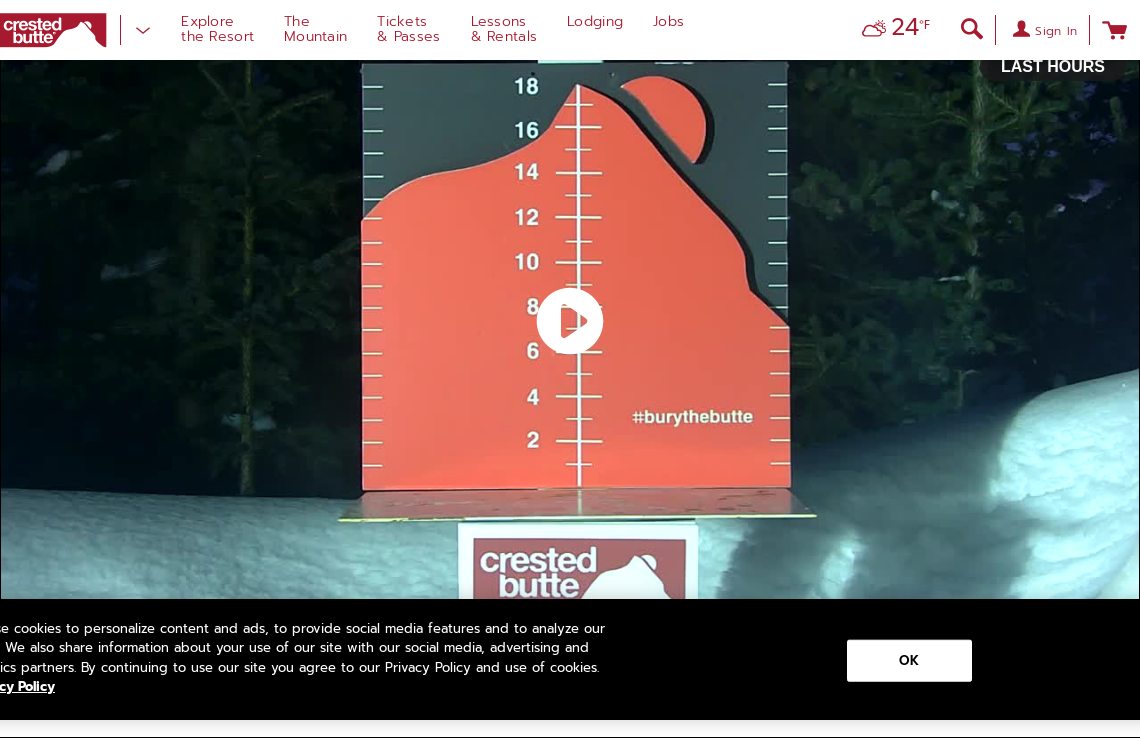 crested
butte
Explore
the Resort
The
Mountain
Tickets
& Passes
Lessons
& Rentals
Lodging
Jobs
24°F
Sign In
LAST HOURS
18
16
14
12
10
8
6
4
2
#burythebutte
crested
butte
cookies to personalize content and ads, to provide social media features and to analyze our
We also share information about your use of our site with our social media, advertising and
partners. By continuing to use our site you agree to our Privacy Policy and use of cookies.
Policy
OK